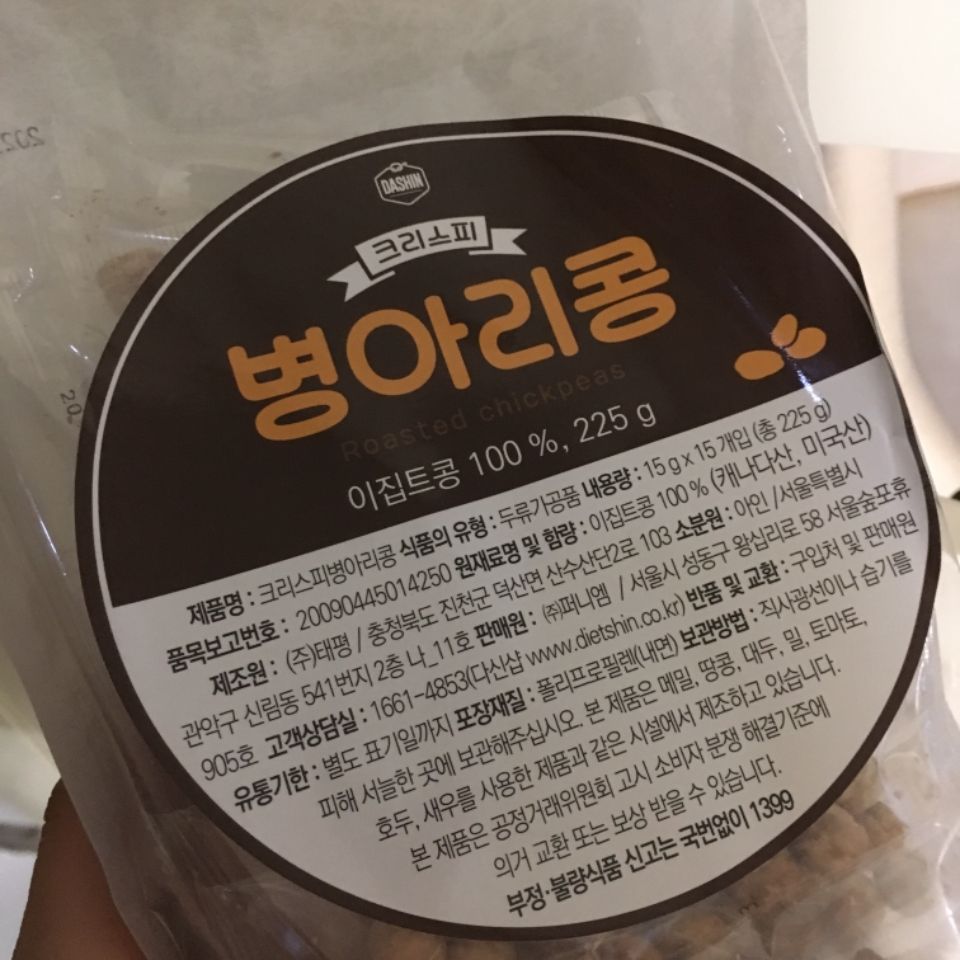 DASHIN
크리스피
병아리콩
Roasted chickpeas
이집트콩 100 %, 225 g
제품명 : 크리스피병아리콩 식품의 유형 : 두류가공품 내용량 : 15 g x 15 개입 (총 225 g)
품목보고번호 : 20090445014250 원재료명 및 함량 : 이집트콩 100 % (캐나다산, 미국산)
제조원 : (주)태평 / 충청북도 진천군 덕산면 산수산단2로 103 소분원 : 아인 / 서울특별시
관악구 신림동 541번지 2층 나_11호 판매원 : ㈜퍼니엠 / 서울시 성동구 왕십리로 58 서울숲포휴
905호 고객상담실 : 1661-4853(다신샵 www.dietshin.co.kr) 반품 및 교환 : 구입처 및 판매원
유통기한 : 별도 표기일까지 포장재질 : 폴리프로필렌(내면) 보관방법 : 직사광선이나 습기를
피해 서늘한 곳에 보관해주십시오. 본 제품은 메밀, 땅콩, 대두, 밀, 토마토,
호두, 새우를 사용한 제품과 같은 시설에서 제조하고 있습니다.
본 제품은 공정거래위원회 고시 소비자 분쟁 해결기준에
의거 교환 또는 보상 받을 수 있습니다.
부정·불량식품 신고는 국번없이 1399